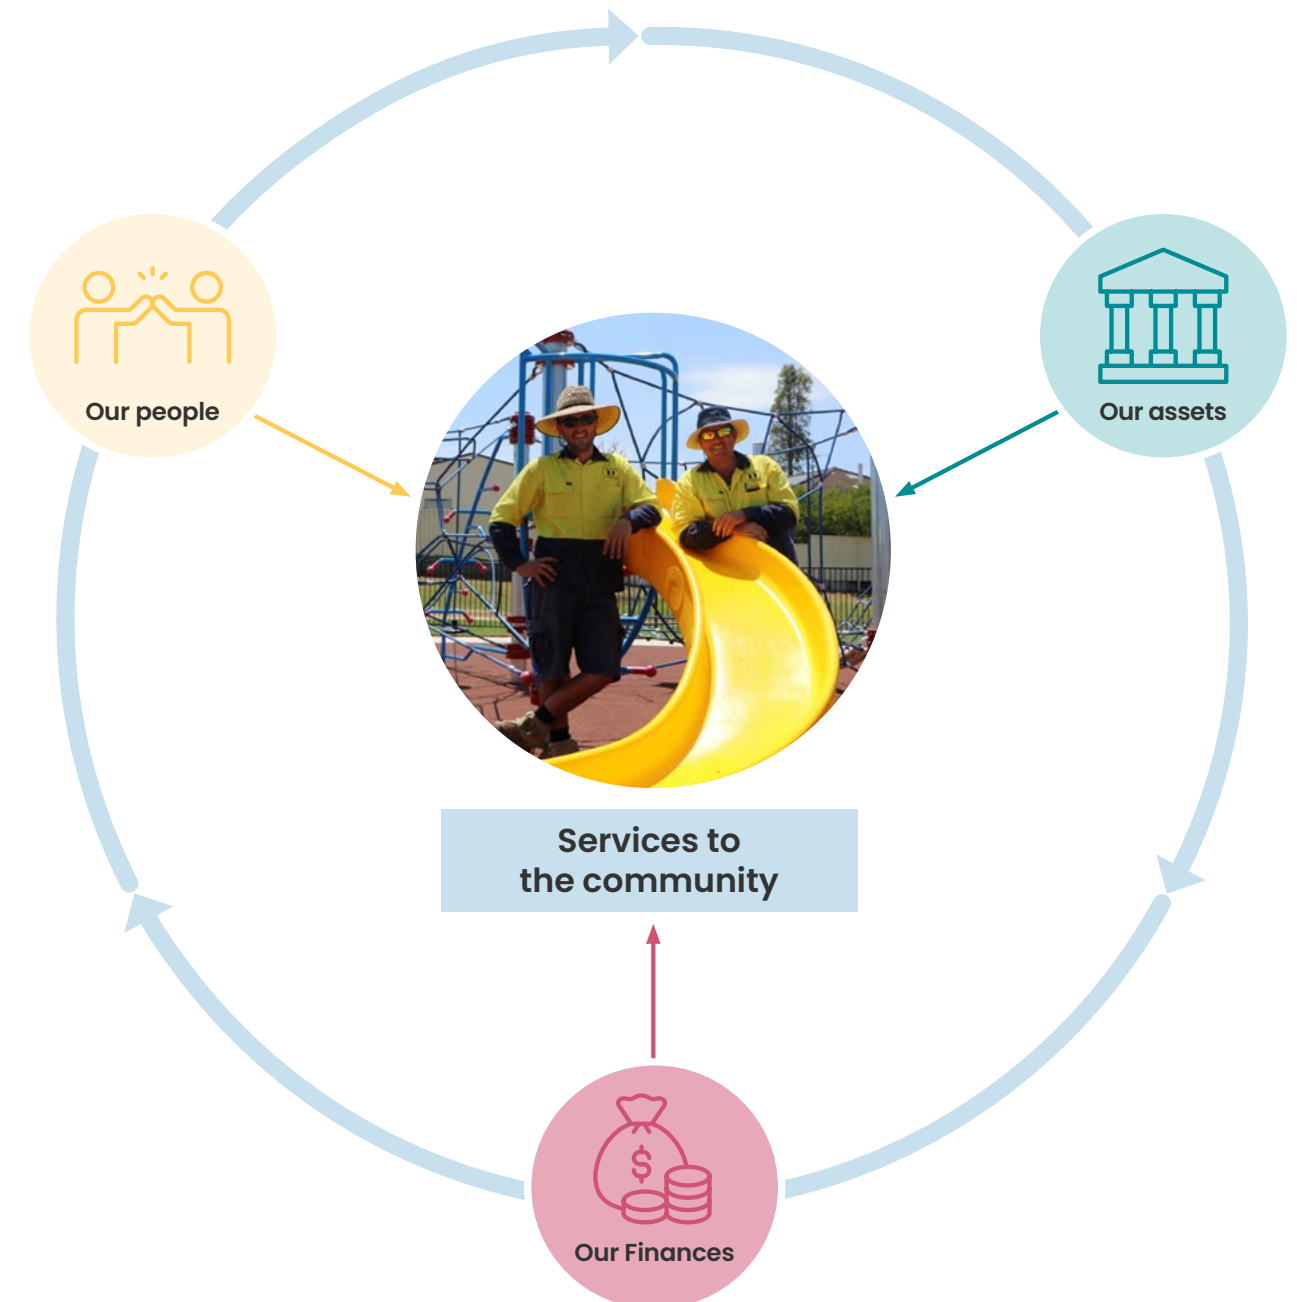 Our people
Our assets
Services to
the community
$
Our Finances